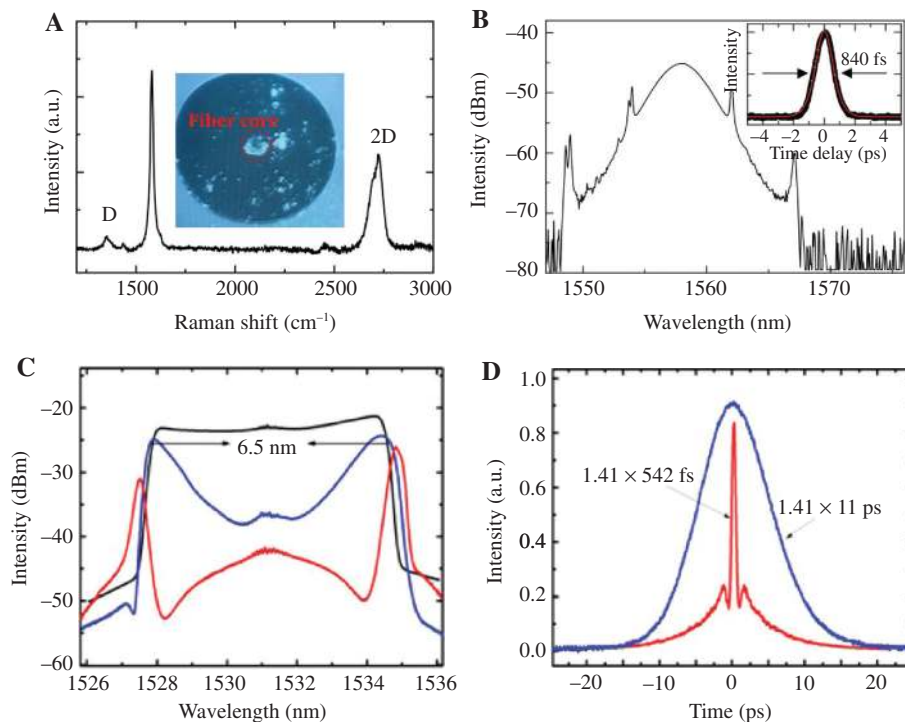 A
Intensity (a.u.)
D
2D
Fiber core
1500 2000 2500 3000
Raman shift (cm⁻¹)
B
Intensity (dBm)
−40
−50
−60
−70
−80
1550 1560 1570
Wavelength (nm)
Intensity
840 fs
−4 −2 0 2 4
Time delay (ps)
C
Intensity (dBm)
−20
−30
−40
−50
−60
6.5 nm
1526 1528 1530 1532 1534 1536
Wavelength (nm)
D
Intensity (a.u.)
1.0
0.8
0.6
0.4
0.2
0.0
1.41 × 542 fs
1.41 × 11 ps
−20 −10 0 10 20
Time (ps)